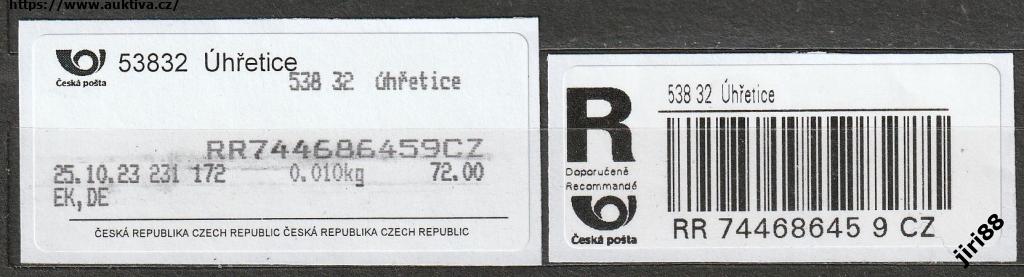 https://www.auktiva.cz/
Česká pošta
53832 Úhřetice
538 32 úhřetice
RR744686459CZ
25.10.23 231 172 0.010kg 72.00
EK,DE
ČESKÁ REPUBLIKA CZECH REPUBLIC ČESKÁ REPUBLIKA CZECH REPUBLIC
R
Doporučeně
Recommandé
Česká pošta
538 32 Úhřetice
RR 74468645 9 CZ
jiri88